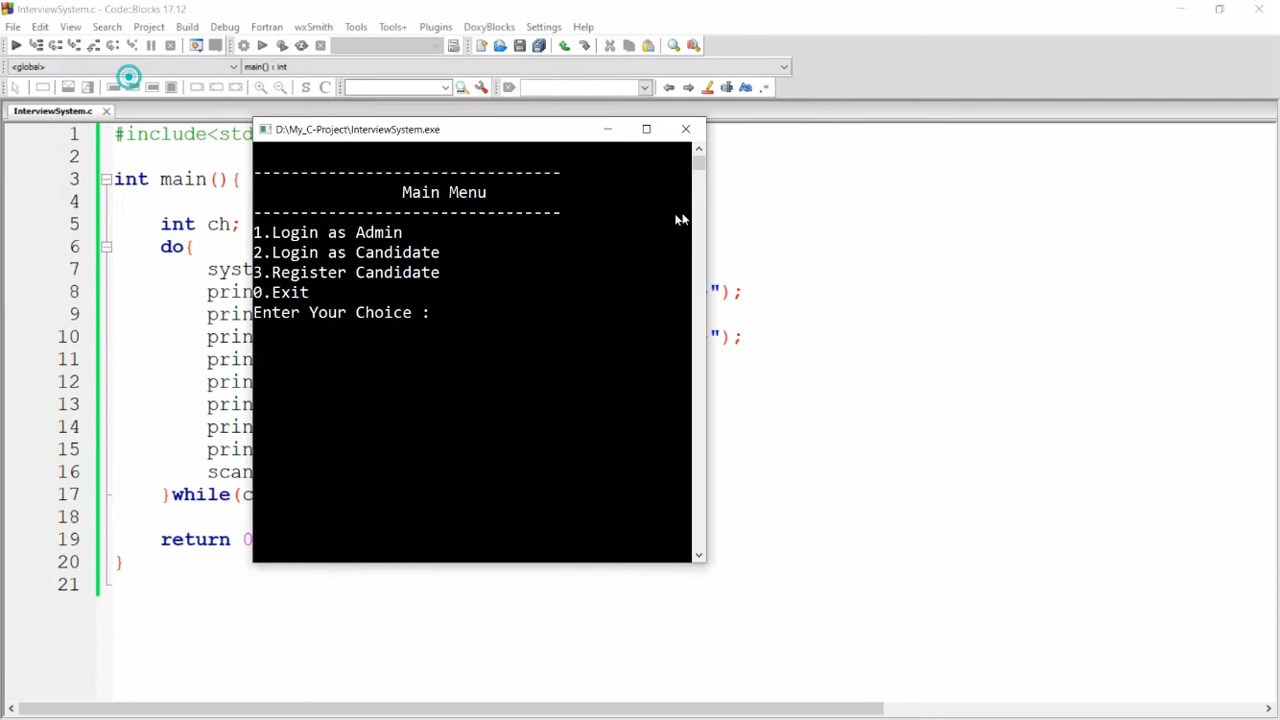 InterviewSystem.c - Code::Blocks 17.12
File Edit View Search Project Build Debug Fortran wxSmith Tools Tools+ Plugins DoxyBlocks Settings Help
<global> main() : int
S C
InterviewSystem.c
D:\My_C-Project\InterviewSystem.exe
---------------------------------
Main Menu
---------------------------------
1.Login as Admin
2.Login as Candidate
3.Register Candidate
0.Exit
Enter Your Choice :
1 #include<std
2
3 int main(){
4
5 int ch;
6 do{
7 syst
8 prin -");
9 prin
10 prin -");
11 prin
12 prin
13 prin
14 prin
15 prin
16 scan
17 }while(c
18
19 return 0
20 }
21